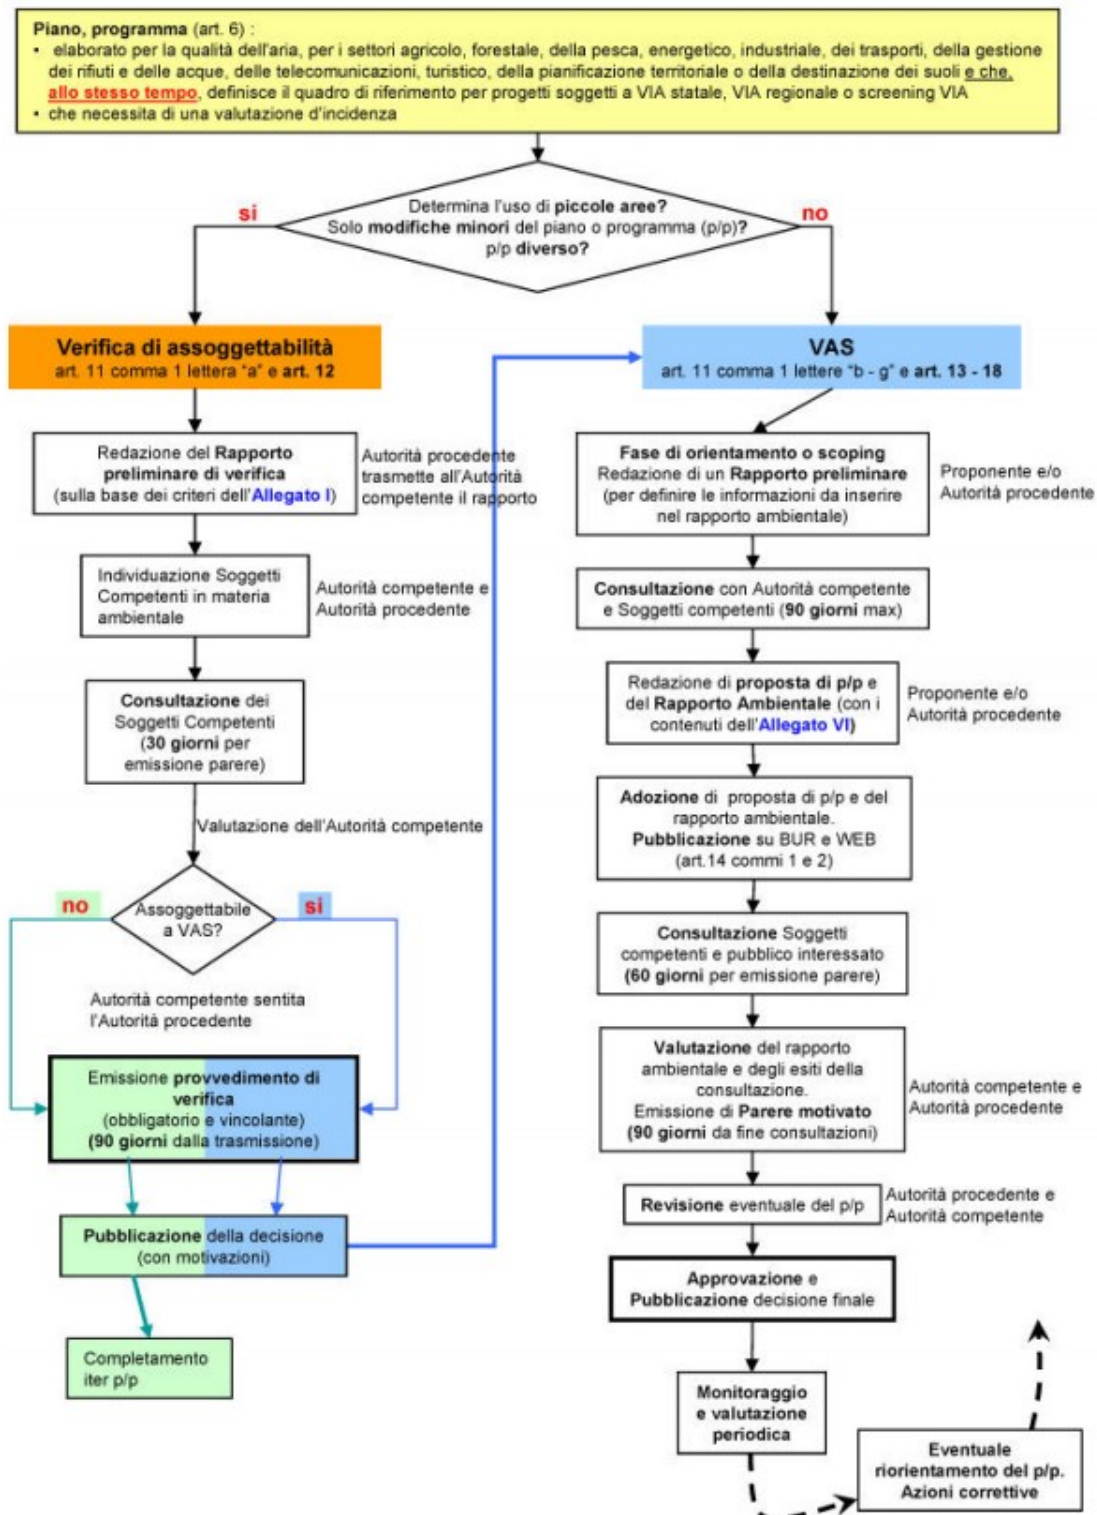 Piano, programma (art. 6) :
• elaborato per la qualità dell'aria, per i settori agricolo, forestale, della pesca, energetico, industriale, dei trasporti, della gestione
dei rifiuti e delle acque, delle telecomunicazioni, turistico, della pianificazione territoriale o della destinazione dei suoli e che,
allo stesso tempo, definisce il quadro di riferimento per progetti soggetti a VIA statale, VIA regionale o screening VIA
• che necessita di una valutazione d'incidenza
si
Determina l'uso di piccole aree?
Solo modifiche minori del piano o programma (p/p)?
p/p diverso?
no
Verifica di assoggettabilità
art. 11 comma 1 lettera "a" e art. 12
Redazione del Rapporto
preliminare di verifica
(sulla base dei criteri dell'Allegato I)
Autorità procedente
trasmette all'Autorità
competente il rapporto
Individuazione Soggetti
Competenti in materia
ambientale
Autorità competente e
Autorità procedente
Consultazione dei
Soggetti Competenti
(30 giorni per
emissione parere)
Valutazione dell'Autorità competente
no
Assoggettabile
a VAS?
si
Autorità competente sentita
l'Autorità procedente
Emissione provvedimento di
verifica
(obbligatorio e vincolante)
(90 giorni dalla trasmissione)
Pubblicazione della decisione
(con motivazioni)
Completamento
iter p/p
VAS
art. 11 comma 1 lettere "b - g" e art. 13 - 18
Fase di orientamento o scoping
Redazione di un Rapporto preliminare
(per definire le informazioni da inserire
nel rapporto ambientale)
Proponente e/o
Autorità procedente
Consultazione con Autorità competente
e Soggetti competenti (90 giorni max)
Redazione di proposta di p/p e
del Rapporto Ambientale (con i
contenuti dell'Allegato VI)
Proponente e/o
Autorità procedente
Adozione di proposta di p/p e del
rapporto ambientale.
Pubblicazione su BUR e WEB
(art.14 commi 1 e 2)
Consultazione Soggetti
competenti e pubblico interessato
(60 giorni per emissione parere)
Valutazione del rapporto
ambientale e degli esiti della
consultazione.
Emissione di Parere motivato
(90 giorni da fine consultazioni)
Autorità competente e
Autorità procedente
Revisione eventuale del p/p
Autorità procedente e
Autorità competente
Approvazione e
Pubblicazione decisione finale
Monitoraggio
e valutazione
periodica
Eventuale
riorientamento del p/p.
Azioni correttive